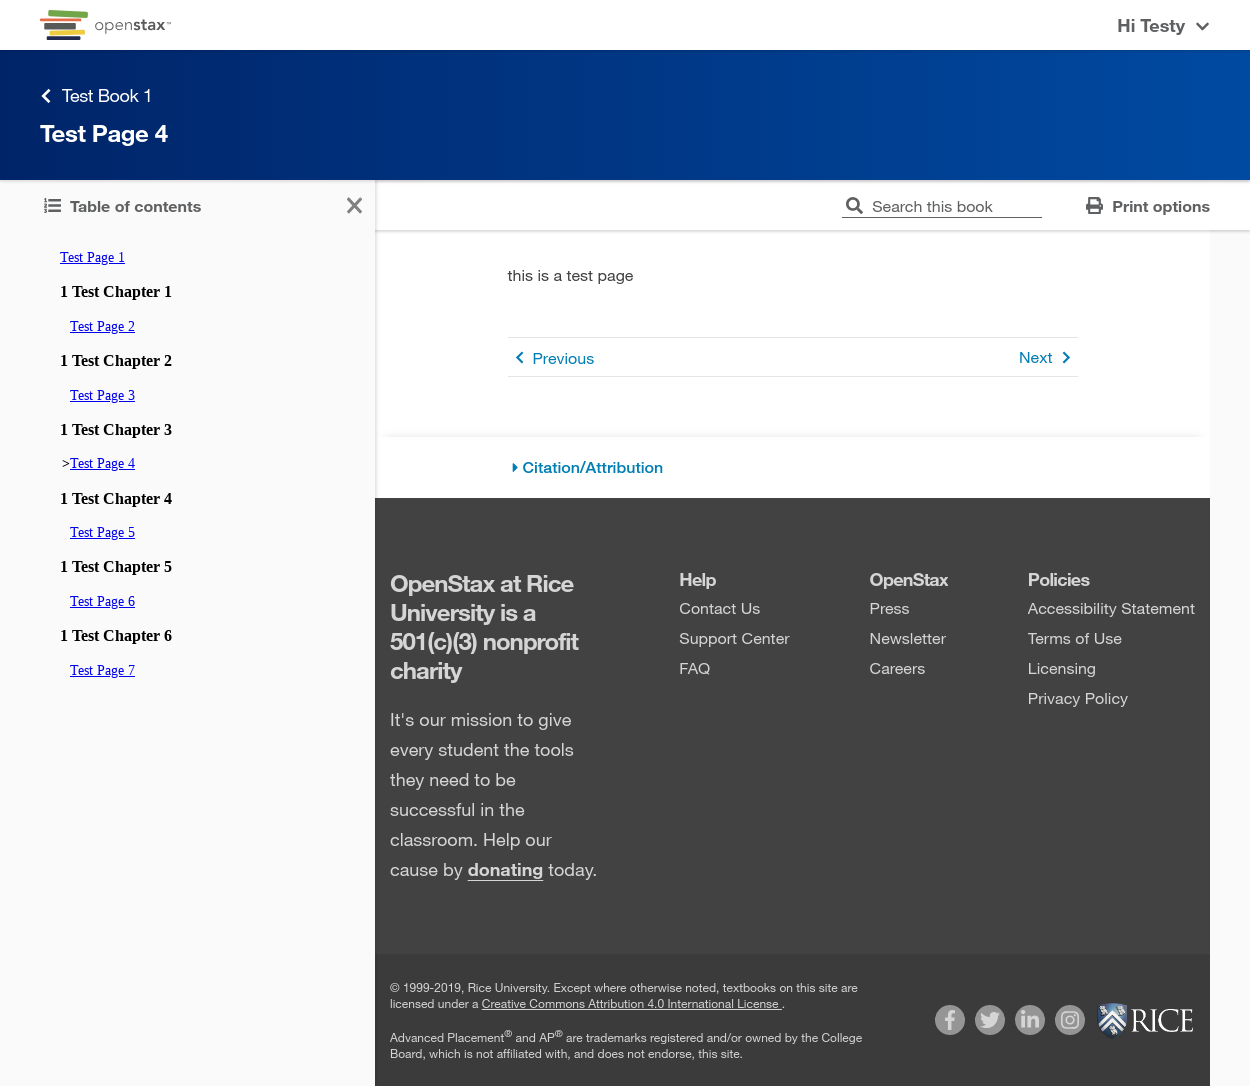 openstax™
Hi Testy
Test Book 1
Test Page 4
Table of contents
Search this book
Print options
Test Page 1
1 Test Chapter 1
Test Page 2
1 Test Chapter 2
Test Page 3
1 Test Chapter 3
>Test Page 4
1 Test Chapter 4
Test Page 5
1 Test Chapter 5
Test Page 6
1 Test Chapter 6
Test Page 7
this is a test page
Previous
Next
Citation/Attribution
OpenStax at Rice
University is a
501(c)(3) nonprofit
charity
It's our mission to give
every student the tools
they need to be
successful in the
classroom. Help our
cause by donating today.
Help
Contact Us
Support Center
FAQ
OpenStax
Press
Newsletter
Careers
Policies
Accessibility Statement
Terms of Use
Licensing
Privacy Policy
© 1999-2019, Rice University. Except where otherwise noted, textbooks on this site are
licensed under a Creative Commons Attribution 4.0 International License .
Advanced Placement® and AP® are trademarks registered and/or owned by the College
Board, which is not affiliated with, and does not endorse, this site.
RICE